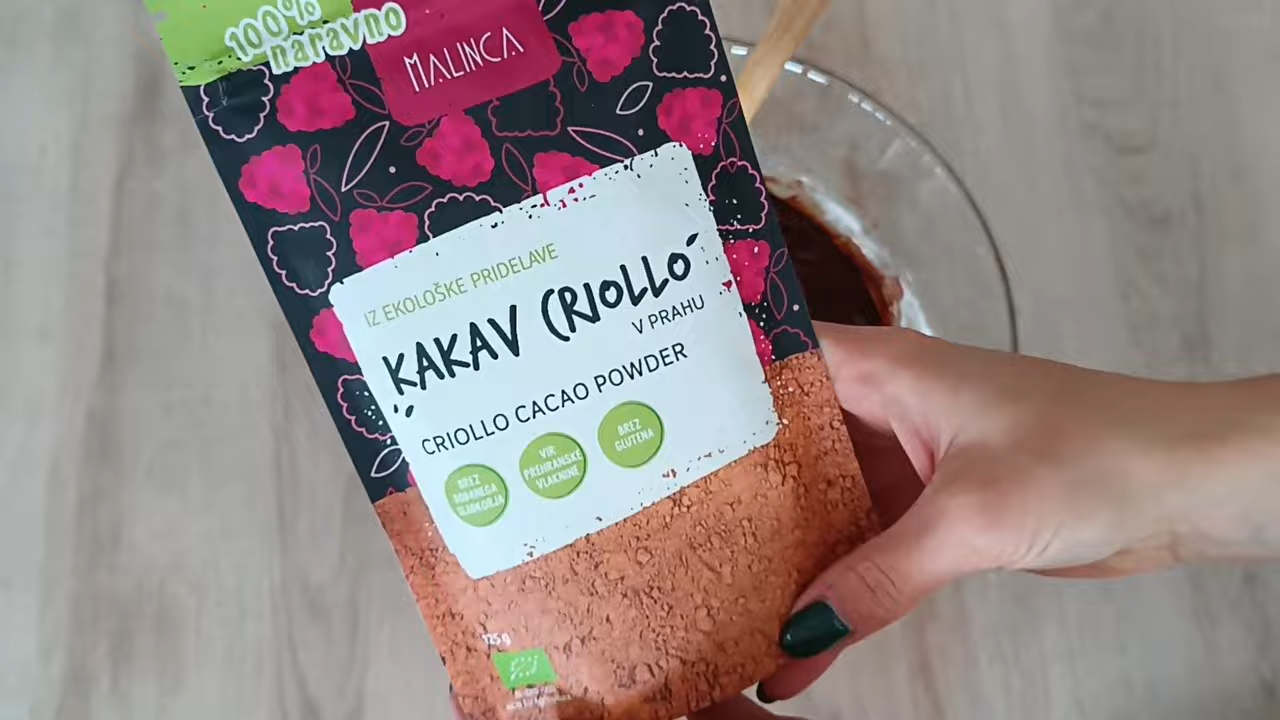 100%
naravno
MALINCA
IZ EKOLOŠKE PRIDELAVE
KAKAV CRIOLLO
V PRAHU
CRIOLLO CACAO POWDER
BREZ
DODANEGA
SLADKORJA
VIR
PREHRANSKE
VLAKNINE
BREZ
GLUTENA
125 g